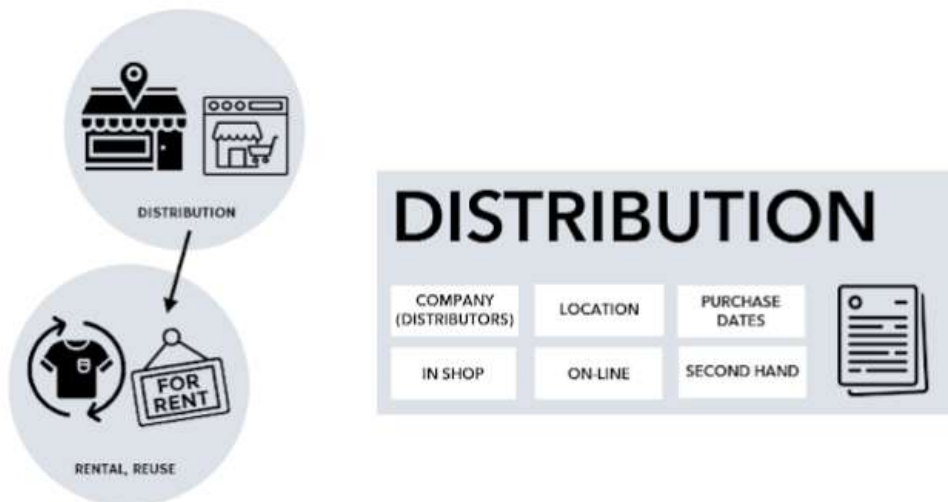 DISTRIBUTION
FOR
RENT
RENTAL, REUSE
DISTRIBUTION
COMPANY
(DISTRIBUTORS)
LOCATION
PURCHASE
DATES
IN SHOP
ON-LINE
SECOND HAND